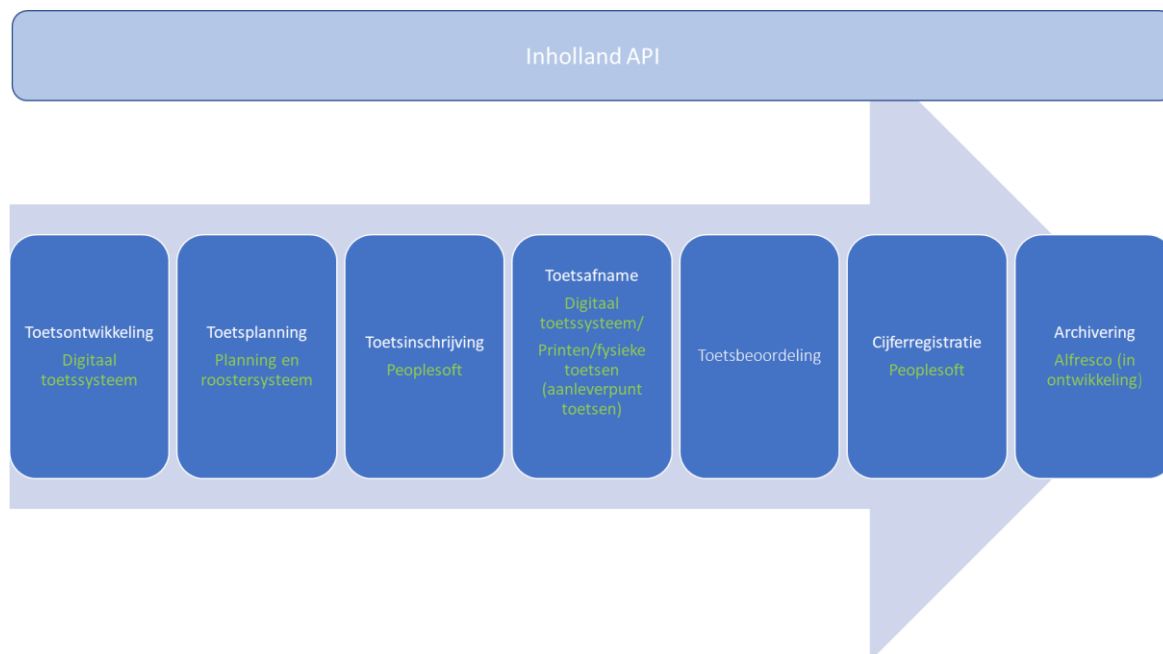 Inholland API
Toetsontwikkeling
Digitaal
toetssysteem
Toetsplanning
Planning en
roostersysteem
Toetsinschrijving
Peoplesoft
Toetsafname
Digitaal
toetssysteem/
Printen/fysieke
toetsen
(aanleverpunt
toetsen)
Toetsbeoordeling
Cijferregistratie
Peoplesoft
Archivering
Alfresco (in
ontwikkeling)